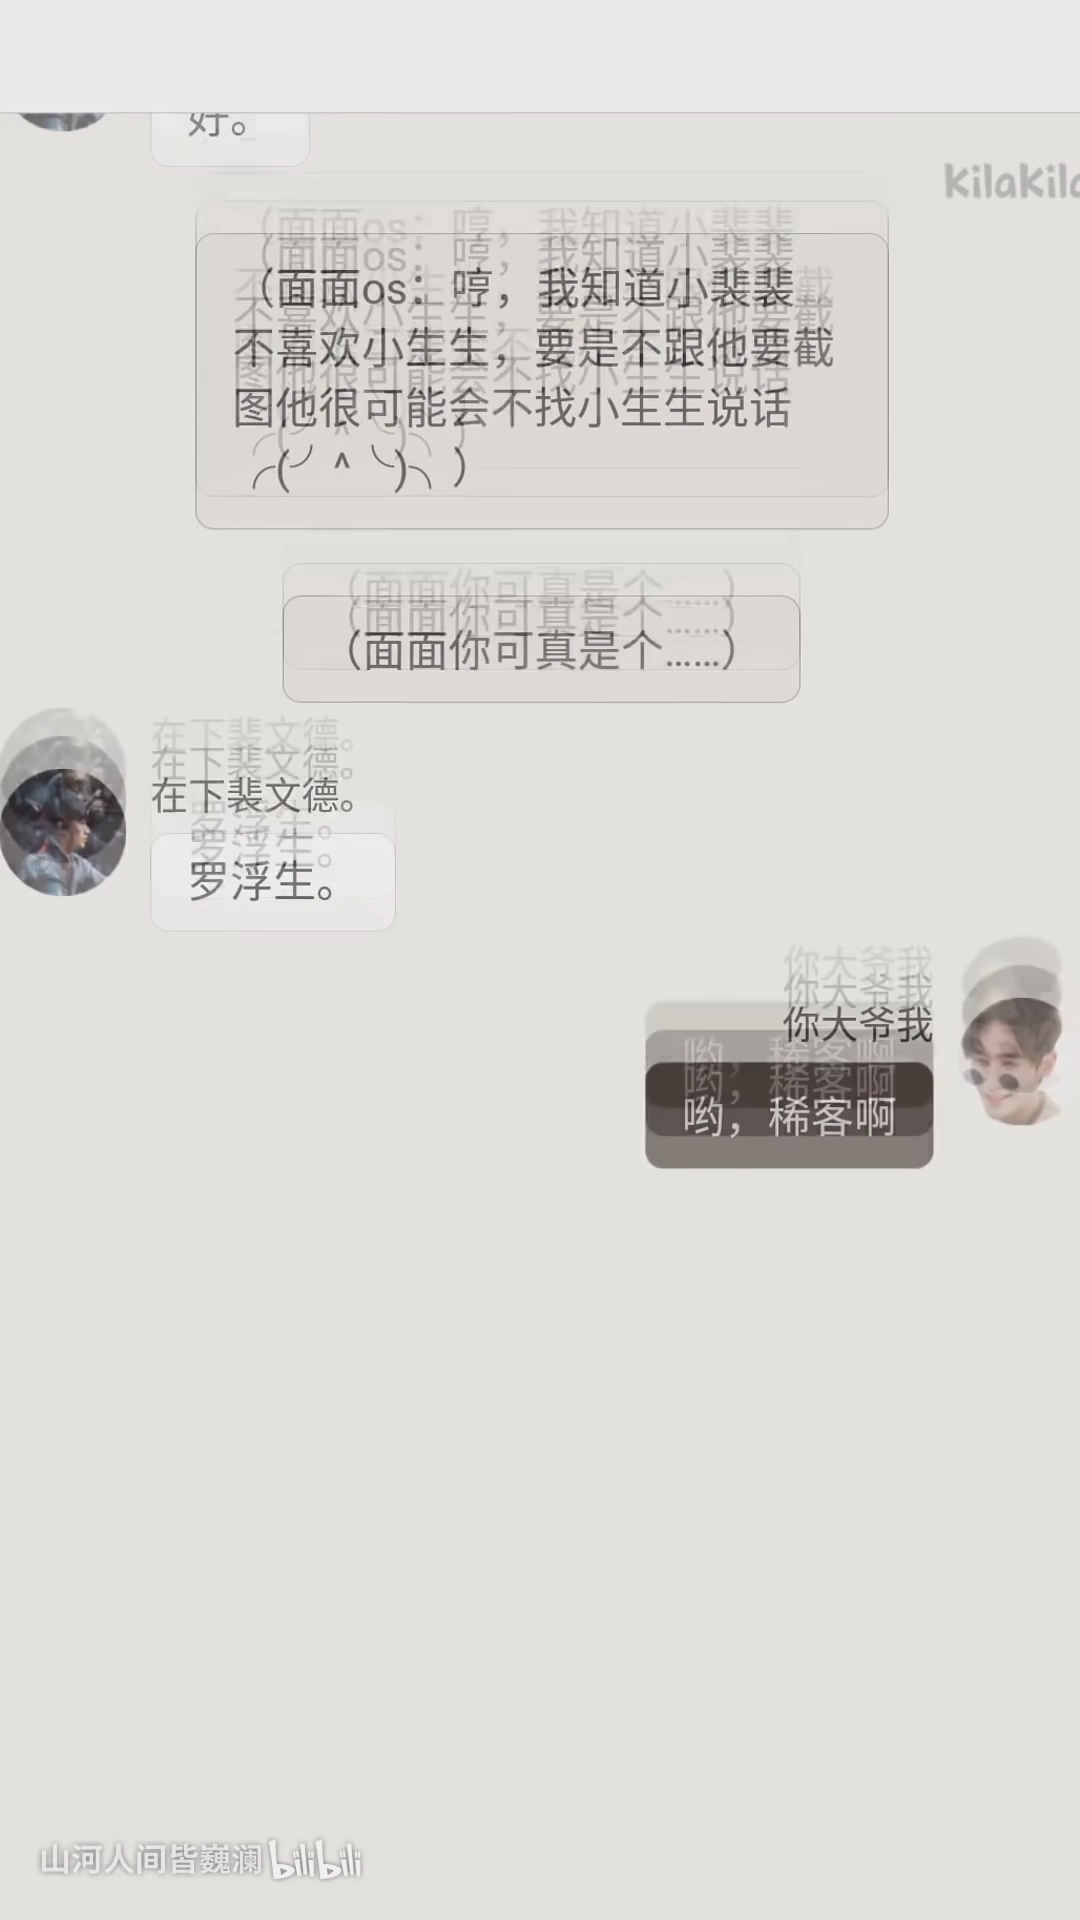 好。
KilaKila
（面面os：哼，我知道小裴裴
不喜欢小生生，要是不跟他要截
图他很可能会不找小生生说话
╭(╯^╰)╮）
（面面你可真是个……）
在下裴文德。
罗浮生。
你大爷我
哟，稀客啊
山河人间皆巍澜 bilibili